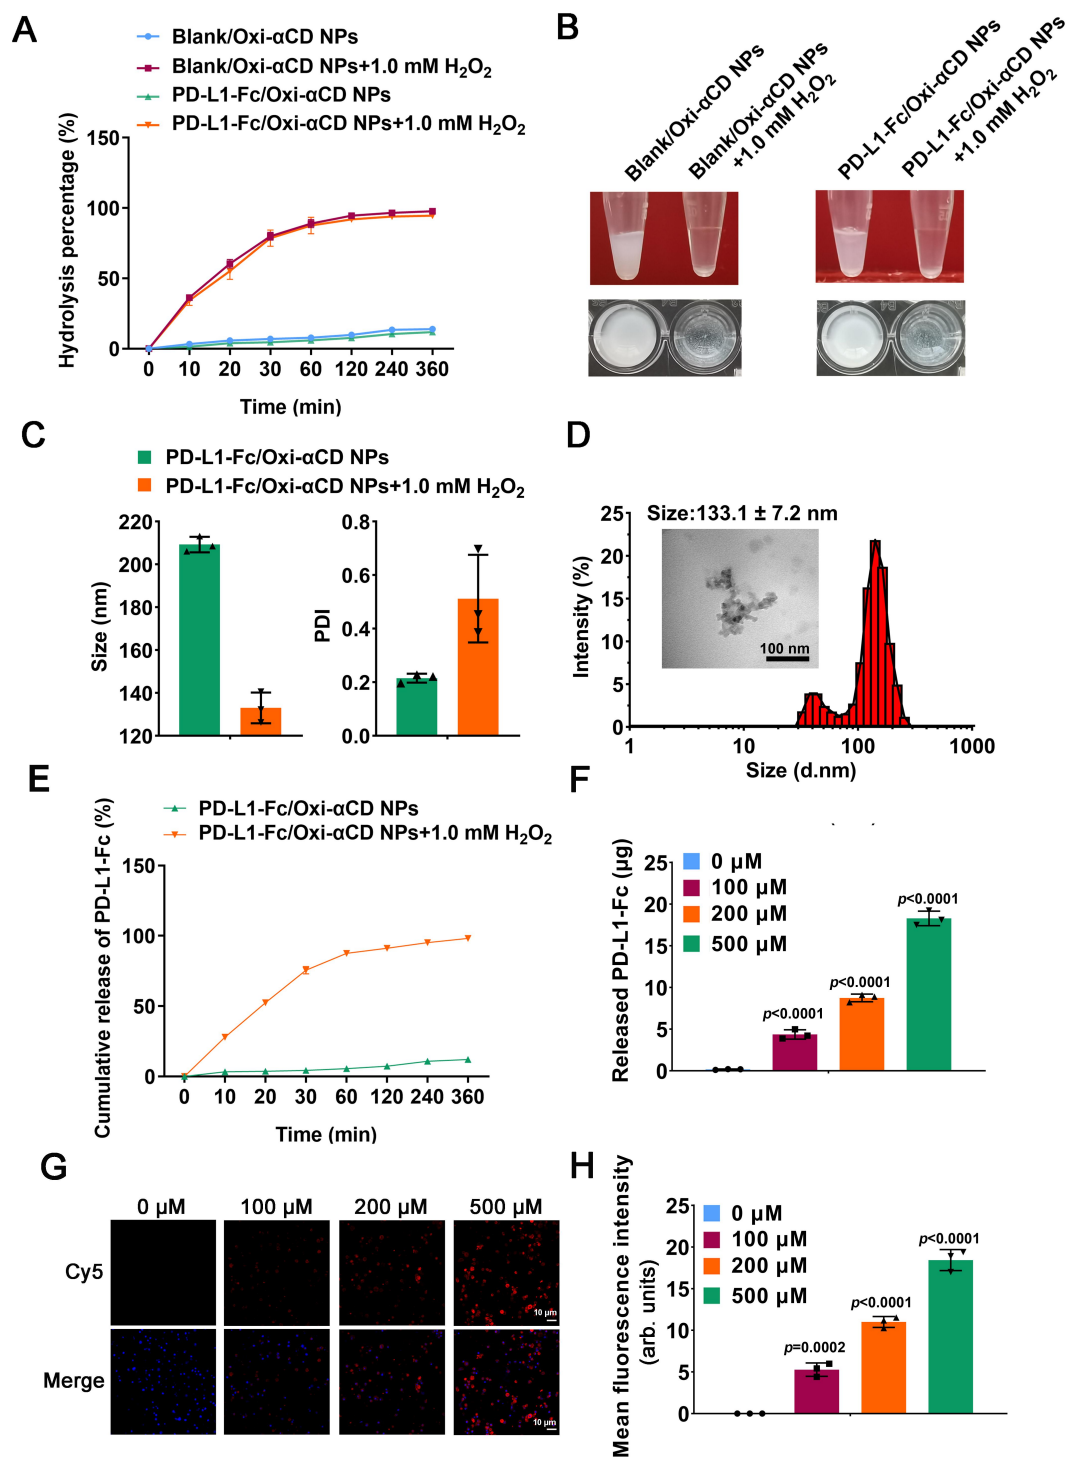 A
Blank/Oxi-αCD NPs
Blank/Oxi-αCD NPs+1.0 mM H₂O₂
PD-L1-Fc/Oxi-αCD NPs
PD-L1-Fc/Oxi-αCD NPs+1.0 mM H₂O₂
Hydrolysis percentage (%)
150
100
50
0
0 10 20 30 60 120 240 360
Time (min)
B
Blank/Oxi-αCD NPs
Blank/Oxi-αCD NPs
+1.0 mM H₂O₂
PD-L1-Fc/Oxi-αCD NPs
PD-L1-Fc/Oxi-αCD NPs
+1.0 mM H₂O₂
C
PD-L1-Fc/Oxi-αCD NPs
PD-L1-Fc/Oxi-αCD NPs+1.0 mM H₂O₂
Size (nm)
220
200
180
160
140
120
PDI
0.8
0.6
0.4
0.2
0.0
D
Size:133.1 ± 7.2 nm
Intensity (%)
25
20
15
10
5
0
100 nm
1 10 100 1000
Size (d.nm)
E
PD-L1-Fc/Oxi-αCD NPs
PD-L1-Fc/Oxi-αCD NPs+1.0 mM H₂O₂
Cumulative release of PD-L1-Fc (%)
150
100
50
0
0 10 20 30 60 120 240 360
Time (min)
F
Released PD-L1-Fc (µg)
25
20
15
10
5
0
0 µM
100 µM
200 µM
500 µM
p<0.0001
p<0.0001
p<0.0001
G
0 µM 100 µM 200 µM 500 µM
Cy5
10 µm
Merge
10 µm
H
Mean fluorescence intensity
(arb. units)
25
20
15
10
5
0
0 µM
100 µM
200 µM
500 µM
p=0.0002
p<0.0001
p<0.0001